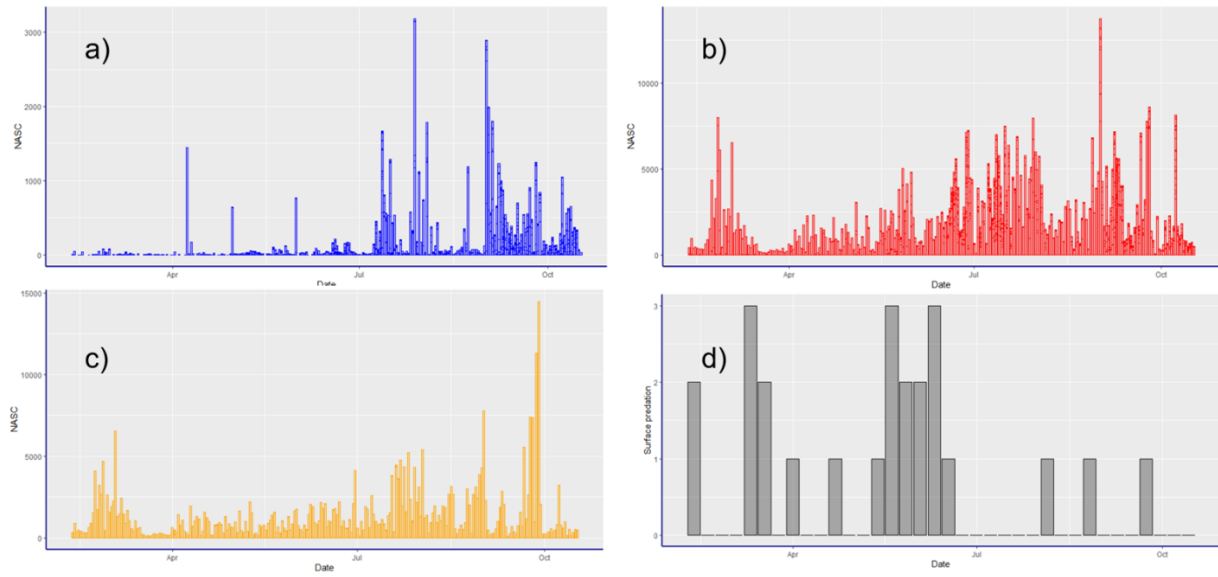 a)
3000
2000
1000
0
NASC
Apr
Jul
Oct
Date
b)
10000
5000
0
NASC
Apr
Jul
Oct
Date
c)
15000
10000
5000
2500
0
NASC
Apr
Jul
Oct
Date
d)
3
2
1
0
Surface predation
Apr
Jul
Oct
Date